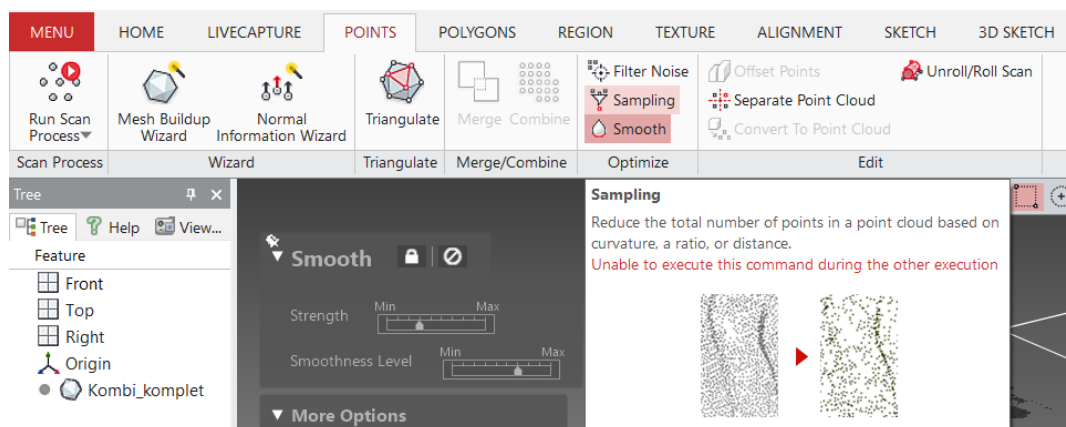 MENU HOME LIVECAPTURE POINTS POLYGONS REGION TEXTURE ALIGNMENT SKETCH 3D SKETCH
Run Scan Process
Mesh Buildup Wizard
Normal Information Wizard
Triangulate
Merge Combine
Filter Noise
Sampling
Smooth
Offset Points
Separate Point Cloud
Convert To Point Cloud
Unroll/Roll Scan
Scan Process Wizard Triangulate Merge/Combine Optimize Edit
Tree
Tree Help View...
Feature
Front
Top
Right
Origin
Kombi_komplet
Smooth
Strength Min Max
Smoothness Level Min Max
More Options
Sampling
Reduce the total number of points in a point cloud based on
curvature, a ratio, or distance.
Unable to execute this command during the other execution